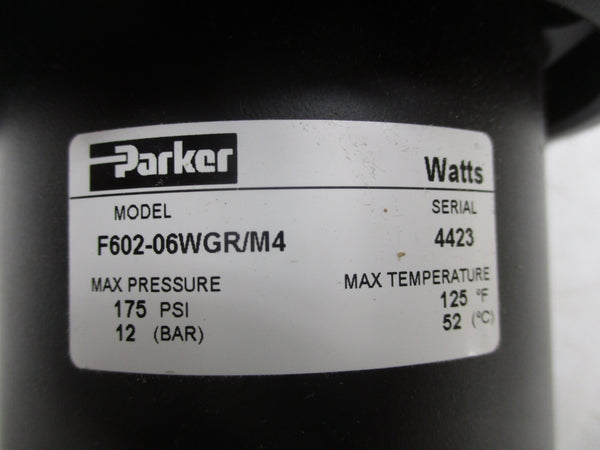 Parker Watts
MODEL SERIAL
F602-06WGR/M4 4423
MAX PRESSURE MAX TEMPERATURE
175 PSI 125 °F
12 (BAR) 52 (°C)